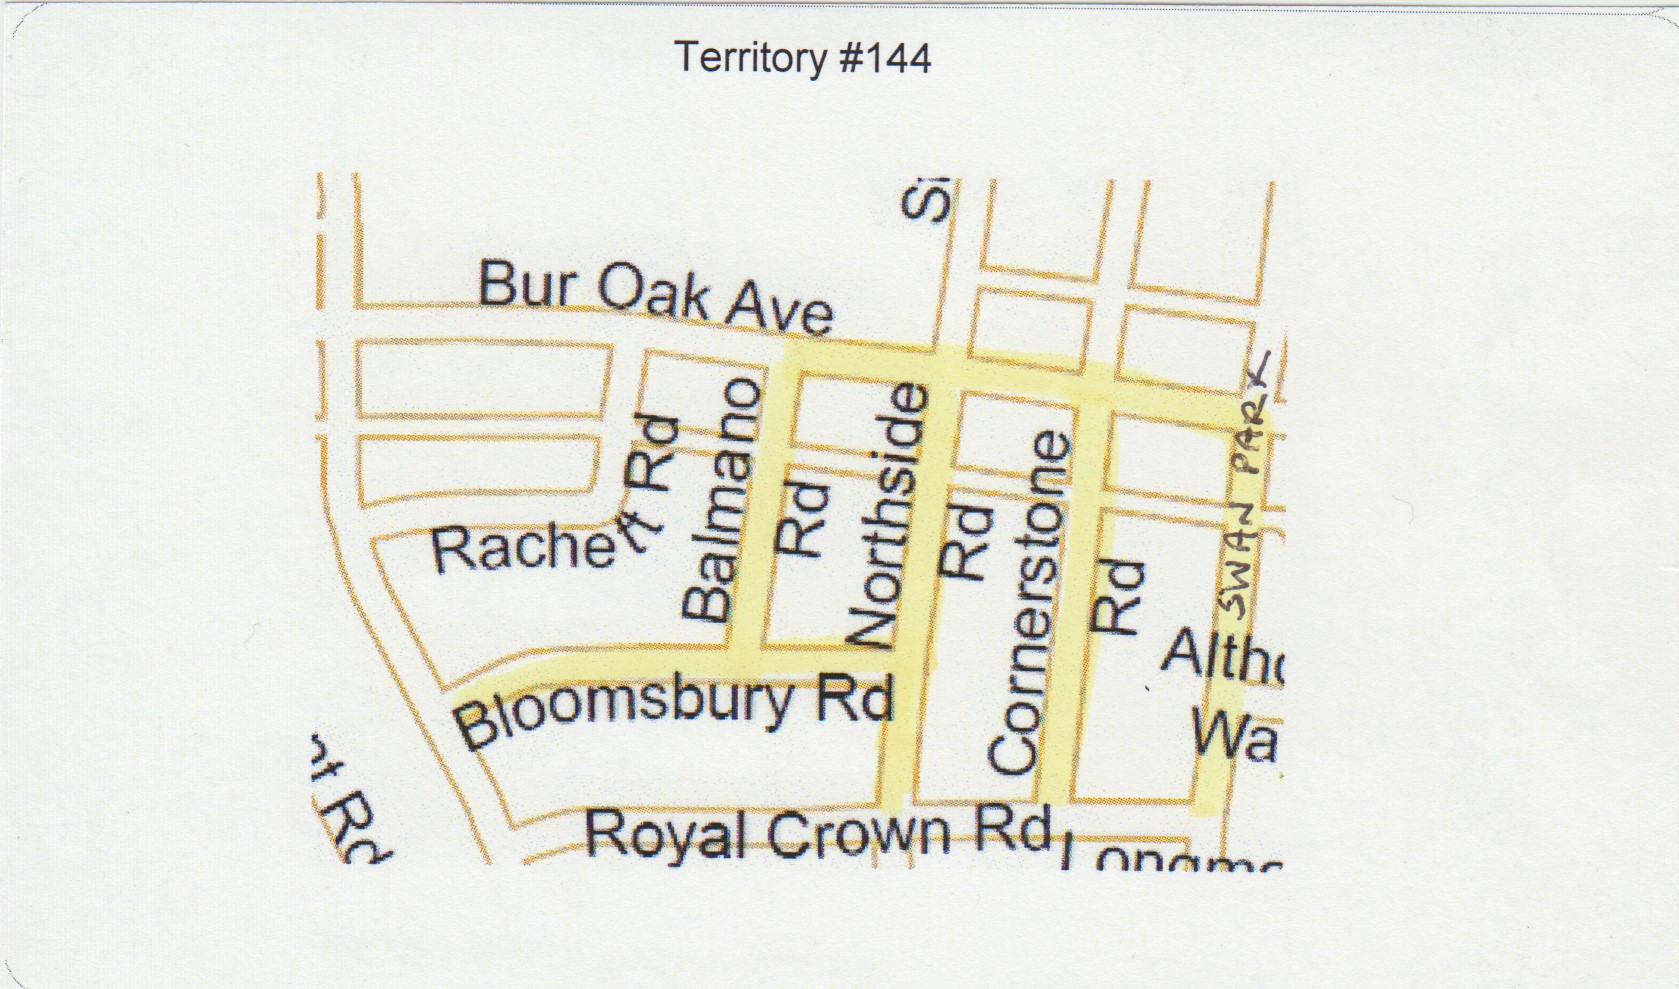 Territory #144
Bur Oak Ave
Rachett Rd
Balmano Rd
Northside Rd
Cornerstone Rd
SWAN PARK
Bloomsbury Rd
Royal Crown Rd
Rd